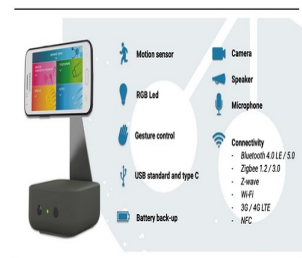 Motion sensor
RGB Led
Gesture control
USB standard and type C
Battery back-up
Camera
Speaker
Microphone
Connectivity
- Bluetooth 4.0 LE / 5.0
- Zigbee 1.2 / 3.0
- Z-wave
- Wi-Fi
- 3G / 4G LTE
- NFC